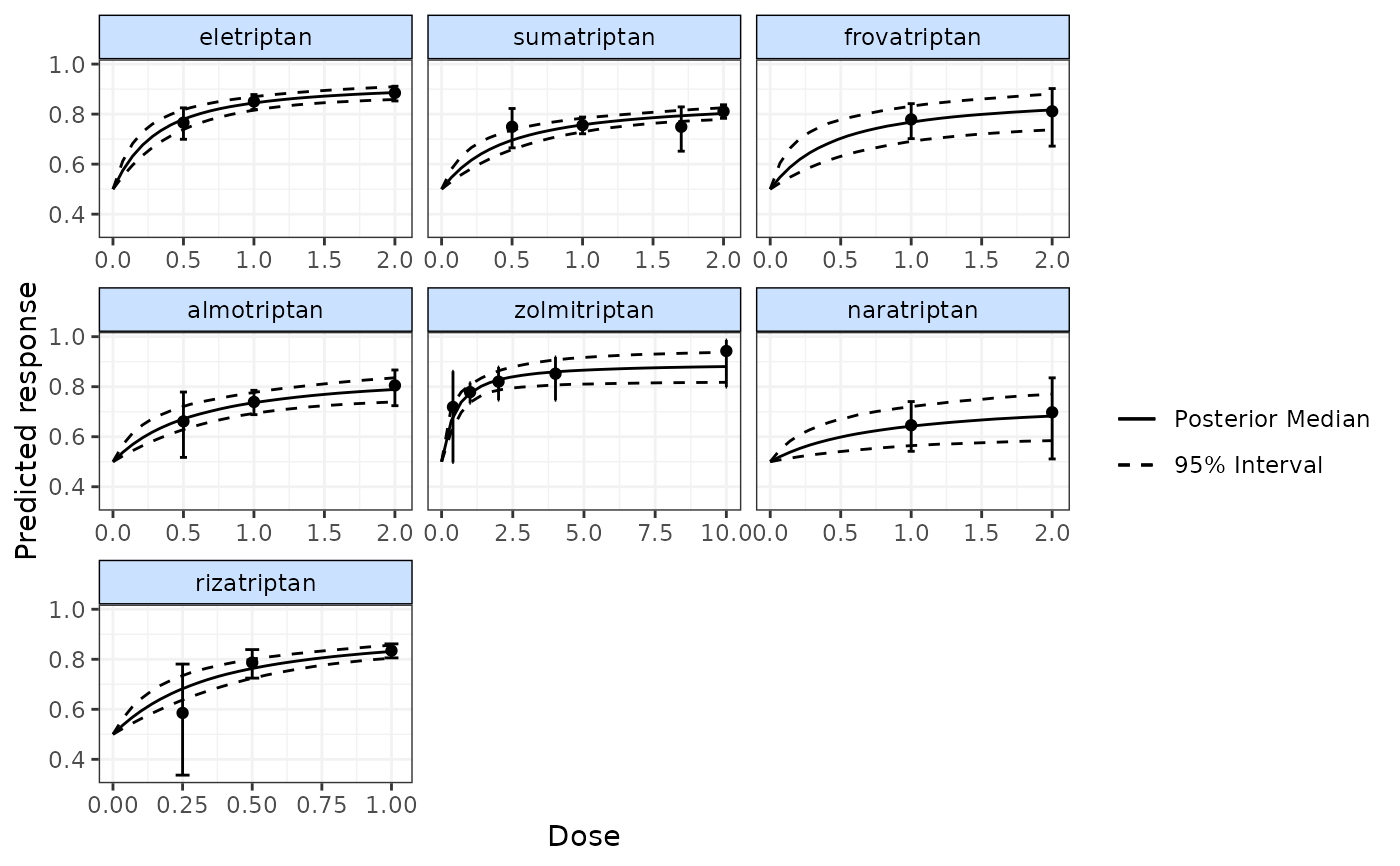 eletriptan sumatriptan frovatriptan
1.0
0.8
0.6
0.4
0.0 0.5 1.0 1.5 2.0 0.0 0.5 1.0 1.5 2.0 0.0 0.5 1.0 1.5 2.0
almotriptan zolmitriptan naratriptan
1.0
0.8
0.6
0.4
0.0 0.5 1.0 1.5 2.0 0.0 2.5 5.0 7.5 10.0 0.0 0.5 1.0 1.5 2.0
rizatriptan
1.0
0.8
0.6
0.4
0.00 0.25 0.50 0.75 1.00
Dose
Predicted response
Posterior Median
95% Interval